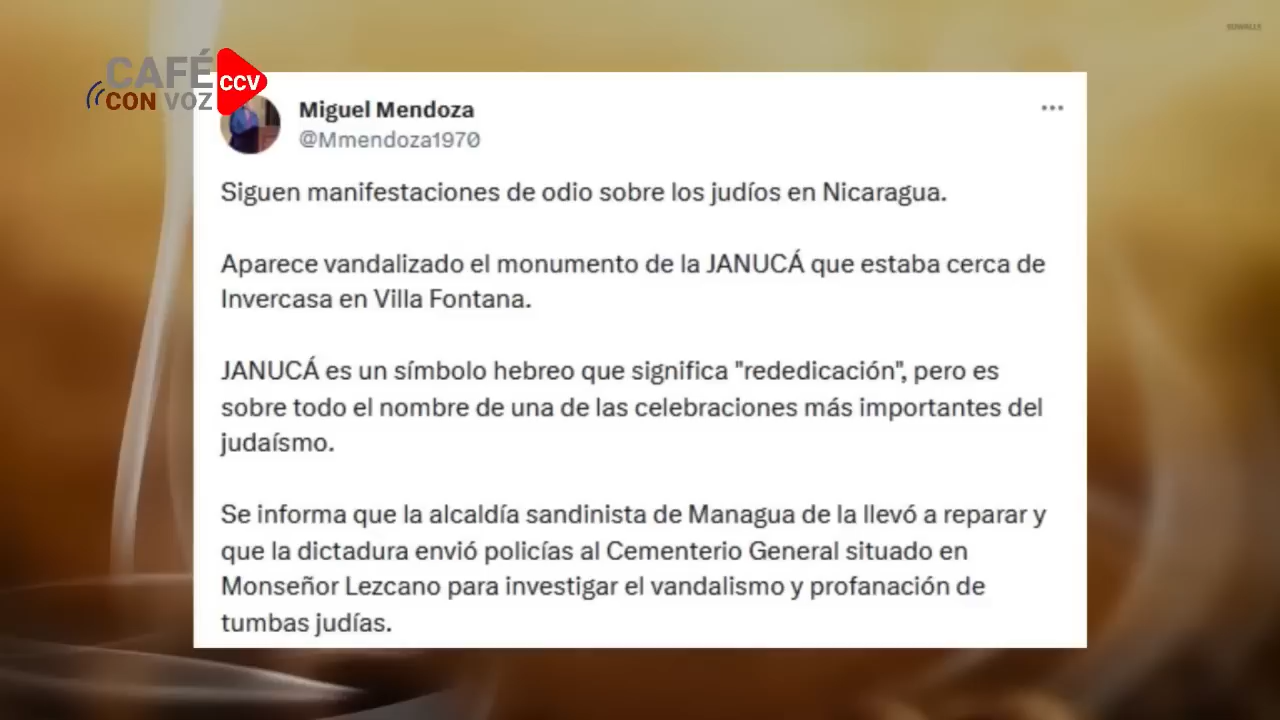 CAFÉ
CON VOZ
CCV
Miguel Mendoza
@Mmendoza1970
Siguen manifestaciones de odio sobre los judíos en Nicaragua.
Aparece vandalizado el monumento de la JANUCÁ que estaba cerca de
Invercasa en Villa Fontana.
JANUCÁ es un símbolo hebreo que significa "rededicación", pero es
sobre todo el nombre de una de las celebraciones más importantes del
judaísmo.
Se informa que la alcaldía sandinista de Managua de la llevó a reparar y
que la dictadura envió policías al Cementerio General situado en
Monseñor Lezcano para investigar el vandalismo y profanación de
tumbas judías.